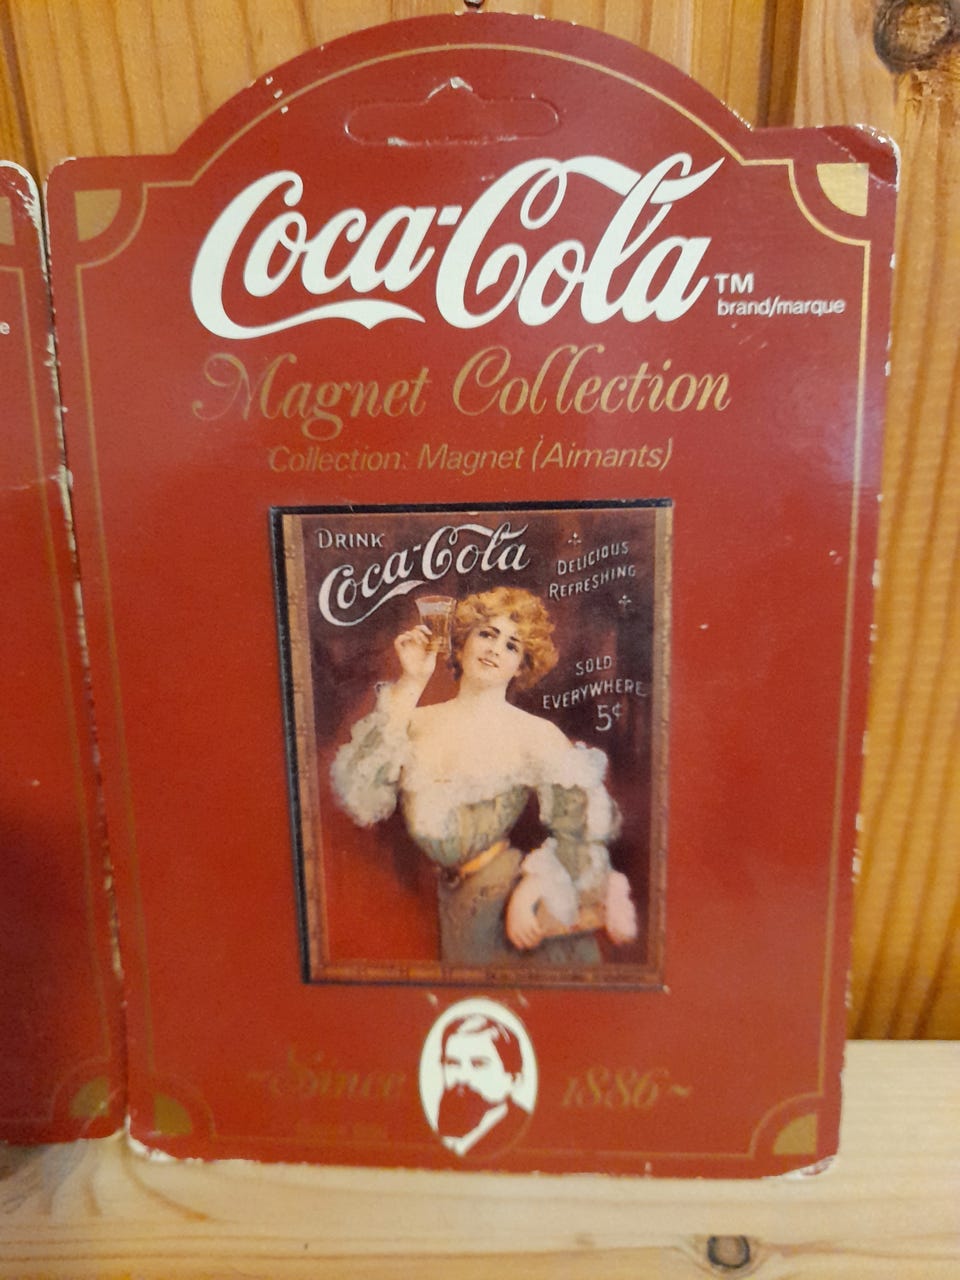 Coca-Cola TM
brand/marque
Magnet Collection
Collection: Magnet (Aimants)
DRINK
Coca-Cola
DELICIOUS
REFRESHING
SOLD
EVERYWHERE
5¢
~Since 1886~